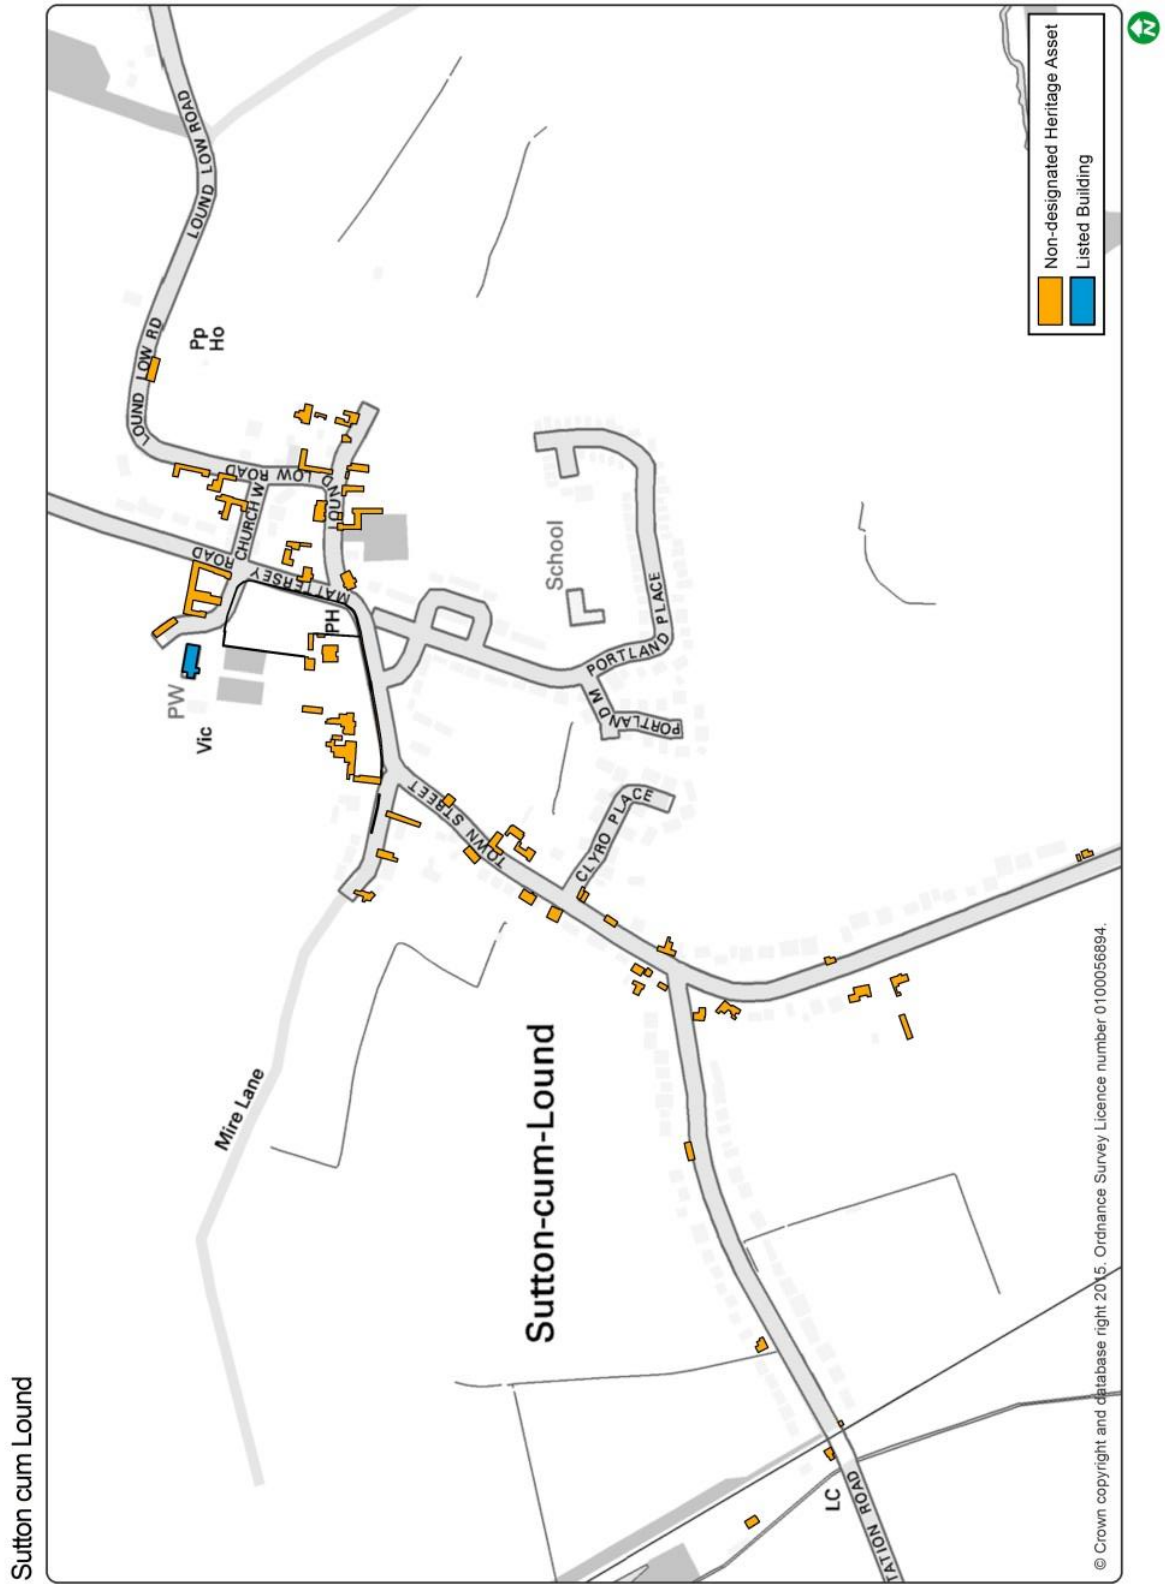 Sutton cum Lound
LOUND LOW ROAD
LOUND LOW RD
Pp
Ho
LOUND LOW ROAD
CHURCH W
MATTERSEY ROAD
PH
PW
Vic
School
PORTLAND PLACE
PORTLAND M
TOWN STREET
CLYRO PLACE
Mire Lane
Sutton-cum-Lound
LC
TATION ROAD
Non-designated Heritage Asset
Listed Building
N
© Crown copyright and database right 2015. Ordnance Survey Licence number 0100056894.